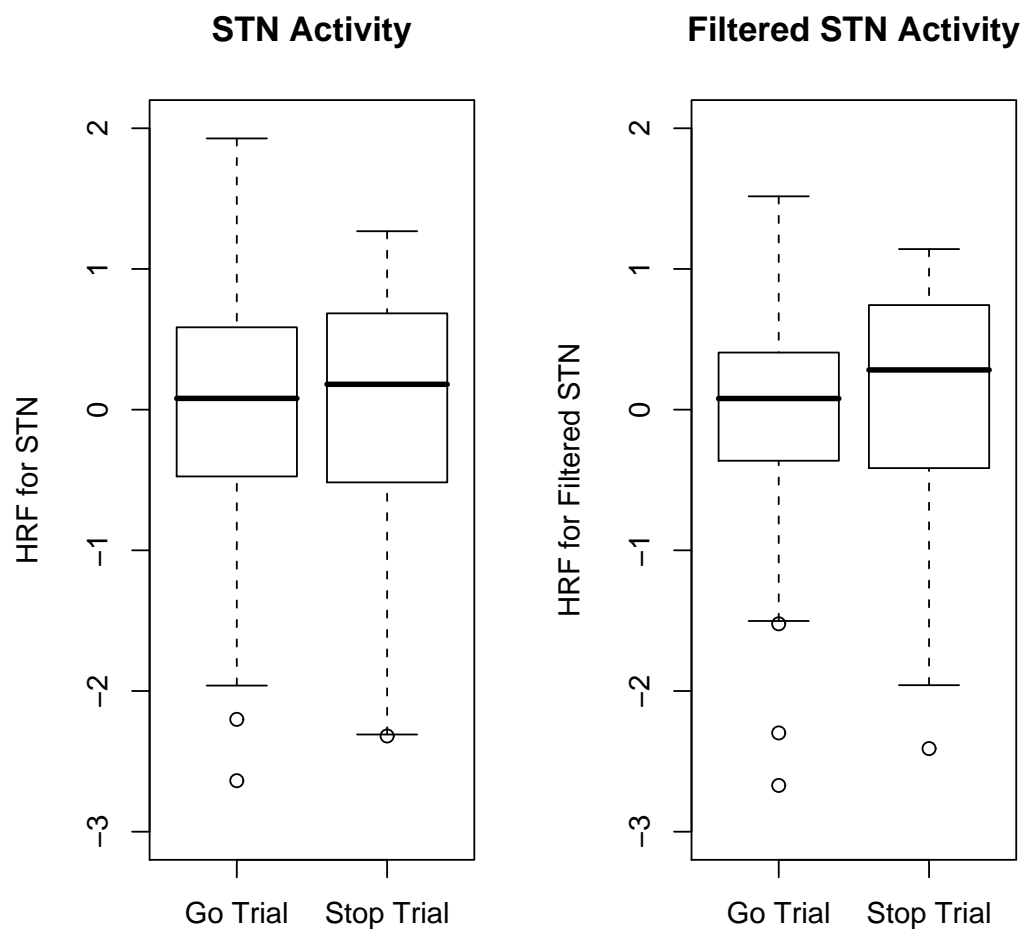 STN Activity
HRF for STN
2
1
0
−1
−2
−3
Go Trial
Stop Trial
Filtered STN Activity
HRF for Filtered STN
2
1
0
−1
−2
−3
Go Trial
Stop Trial